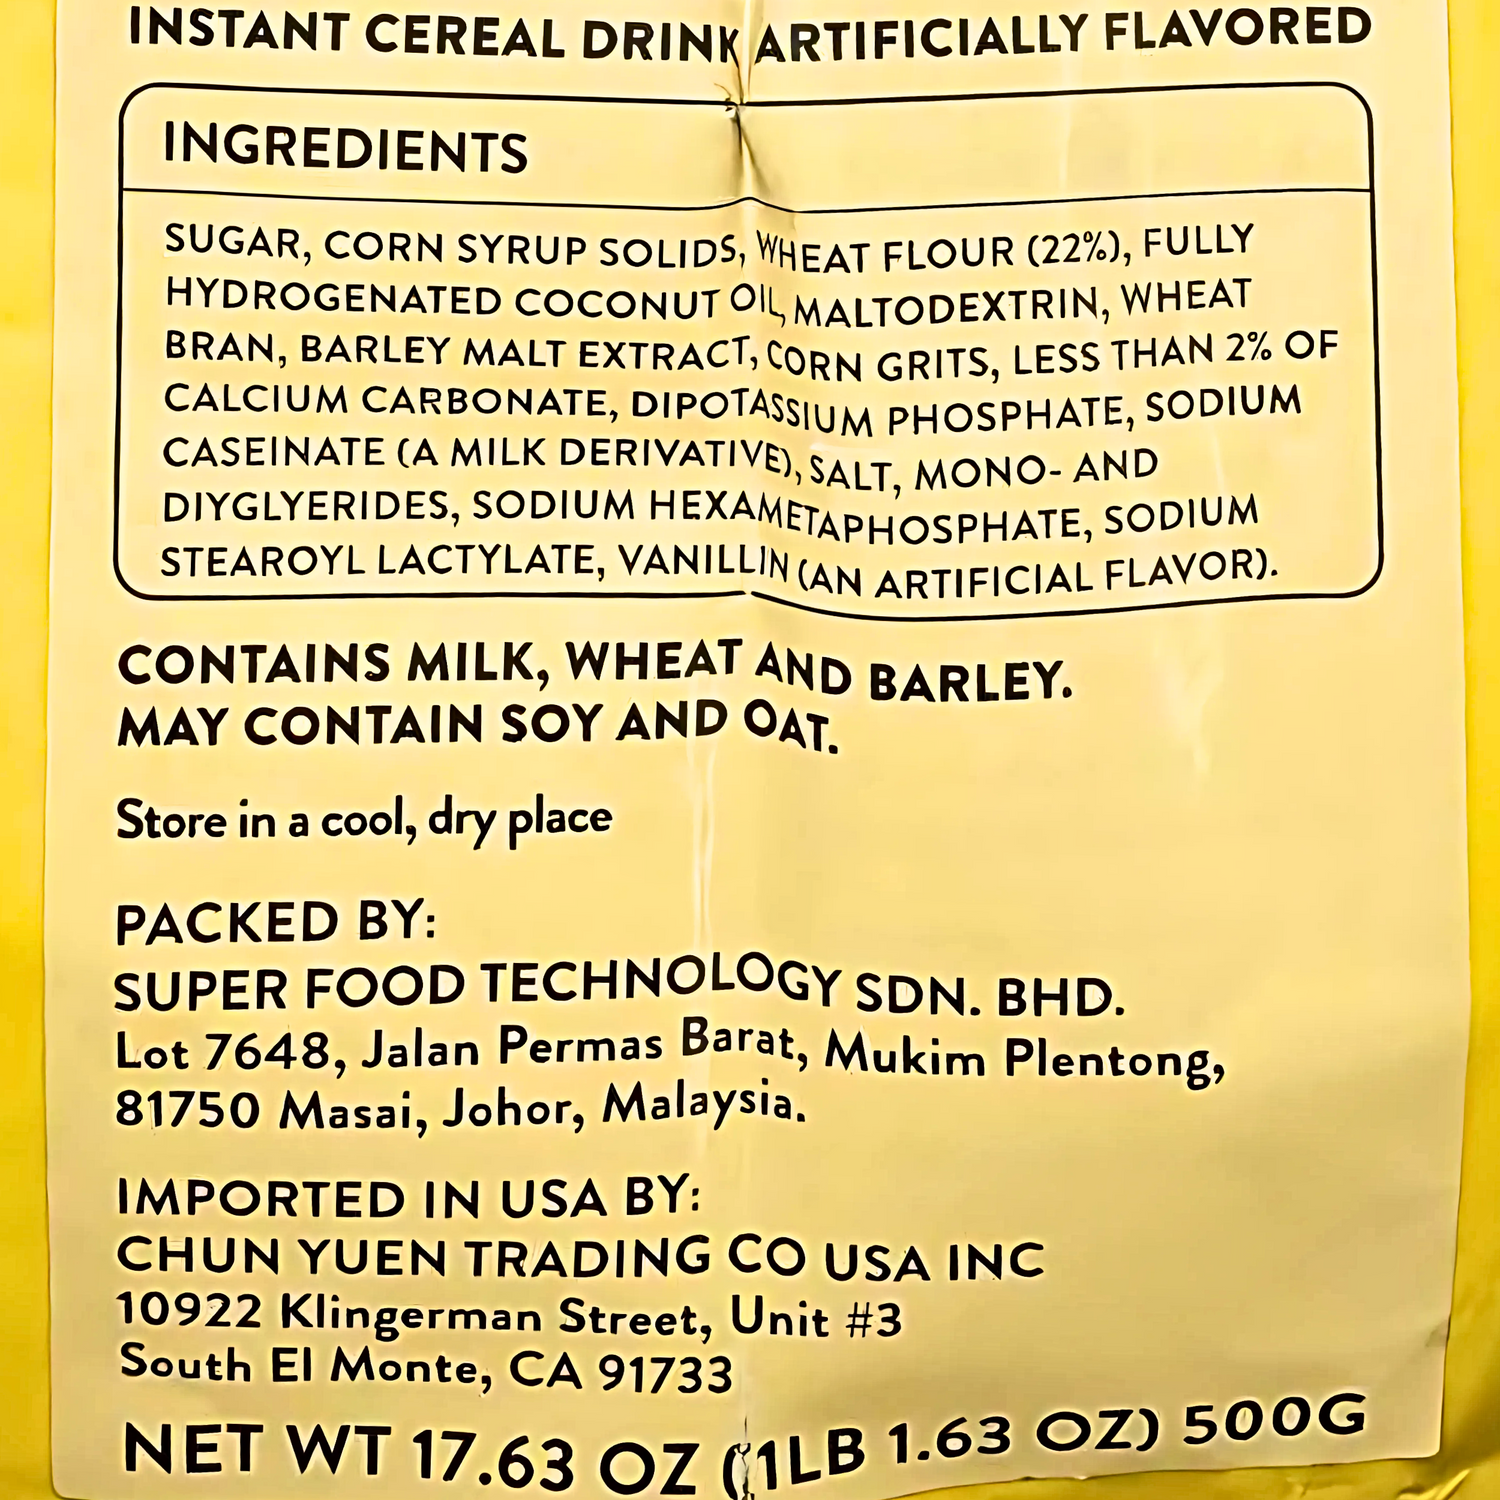 INSTANT CEREAL DRINK ARTIFICIALLY FLAVORED
INGREDIENTS
SUGAR, CORN SYRUP SOLIDS, WHEAT FLOUR (22%), FULLY
HYDROGENATED COCONUT OIL, MALTODEXTRIN, WHEAT
BRAN, BARLEY MALT EXTRACT, CORN GRITS, LESS THAN 2% OF
CALCIUM CARBONATE, DIPOTASSIUM PHOSPHATE, SODIUM
CASEINATE (A MILK DERIVATIVE), SALT, MONO- AND
DIYGLYERIDES, SODIUM HEXAMETAPHOSPHATE, SODIUM
STEAROYL LACTYLATE, VANILLIN (AN ARTIFICIAL FLAVOR).
CONTAINS MILK, WHEAT AND BARLEY.
MAY CONTAIN SOY AND OAT.
Store in a cool, dry place
PACKED BY:
SUPER FOOD TECHNOLOGY SDN. BHD.
Lot 7648, Jalan Permas Barat, Mukim Plentong,
81750 Masai, Johor, Malaysia.
IMPORTED IN USA BY:
CHUN YUEN TRADING CO USA INC
10922 Klingerman Street, Unit #3
South El Monte, CA 91733
NET WT 17.63 OZ (1LB 1.63 OZ) 500G